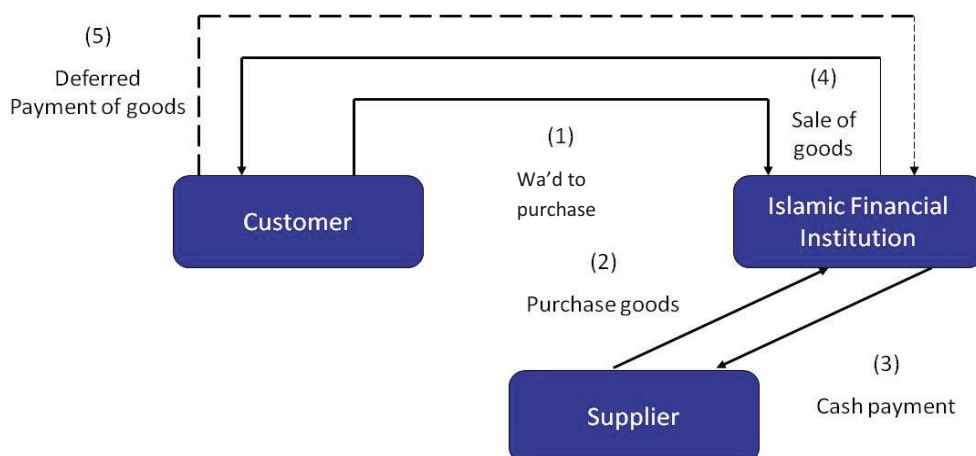 (5)
Deferred
Payment of goods
(4)
Sale of
goods
(1)
Wa’d to
purchase
Customer
Islamic Financial
Institution
(2)
Purchase goods
(3)
Cash payment
Supplier